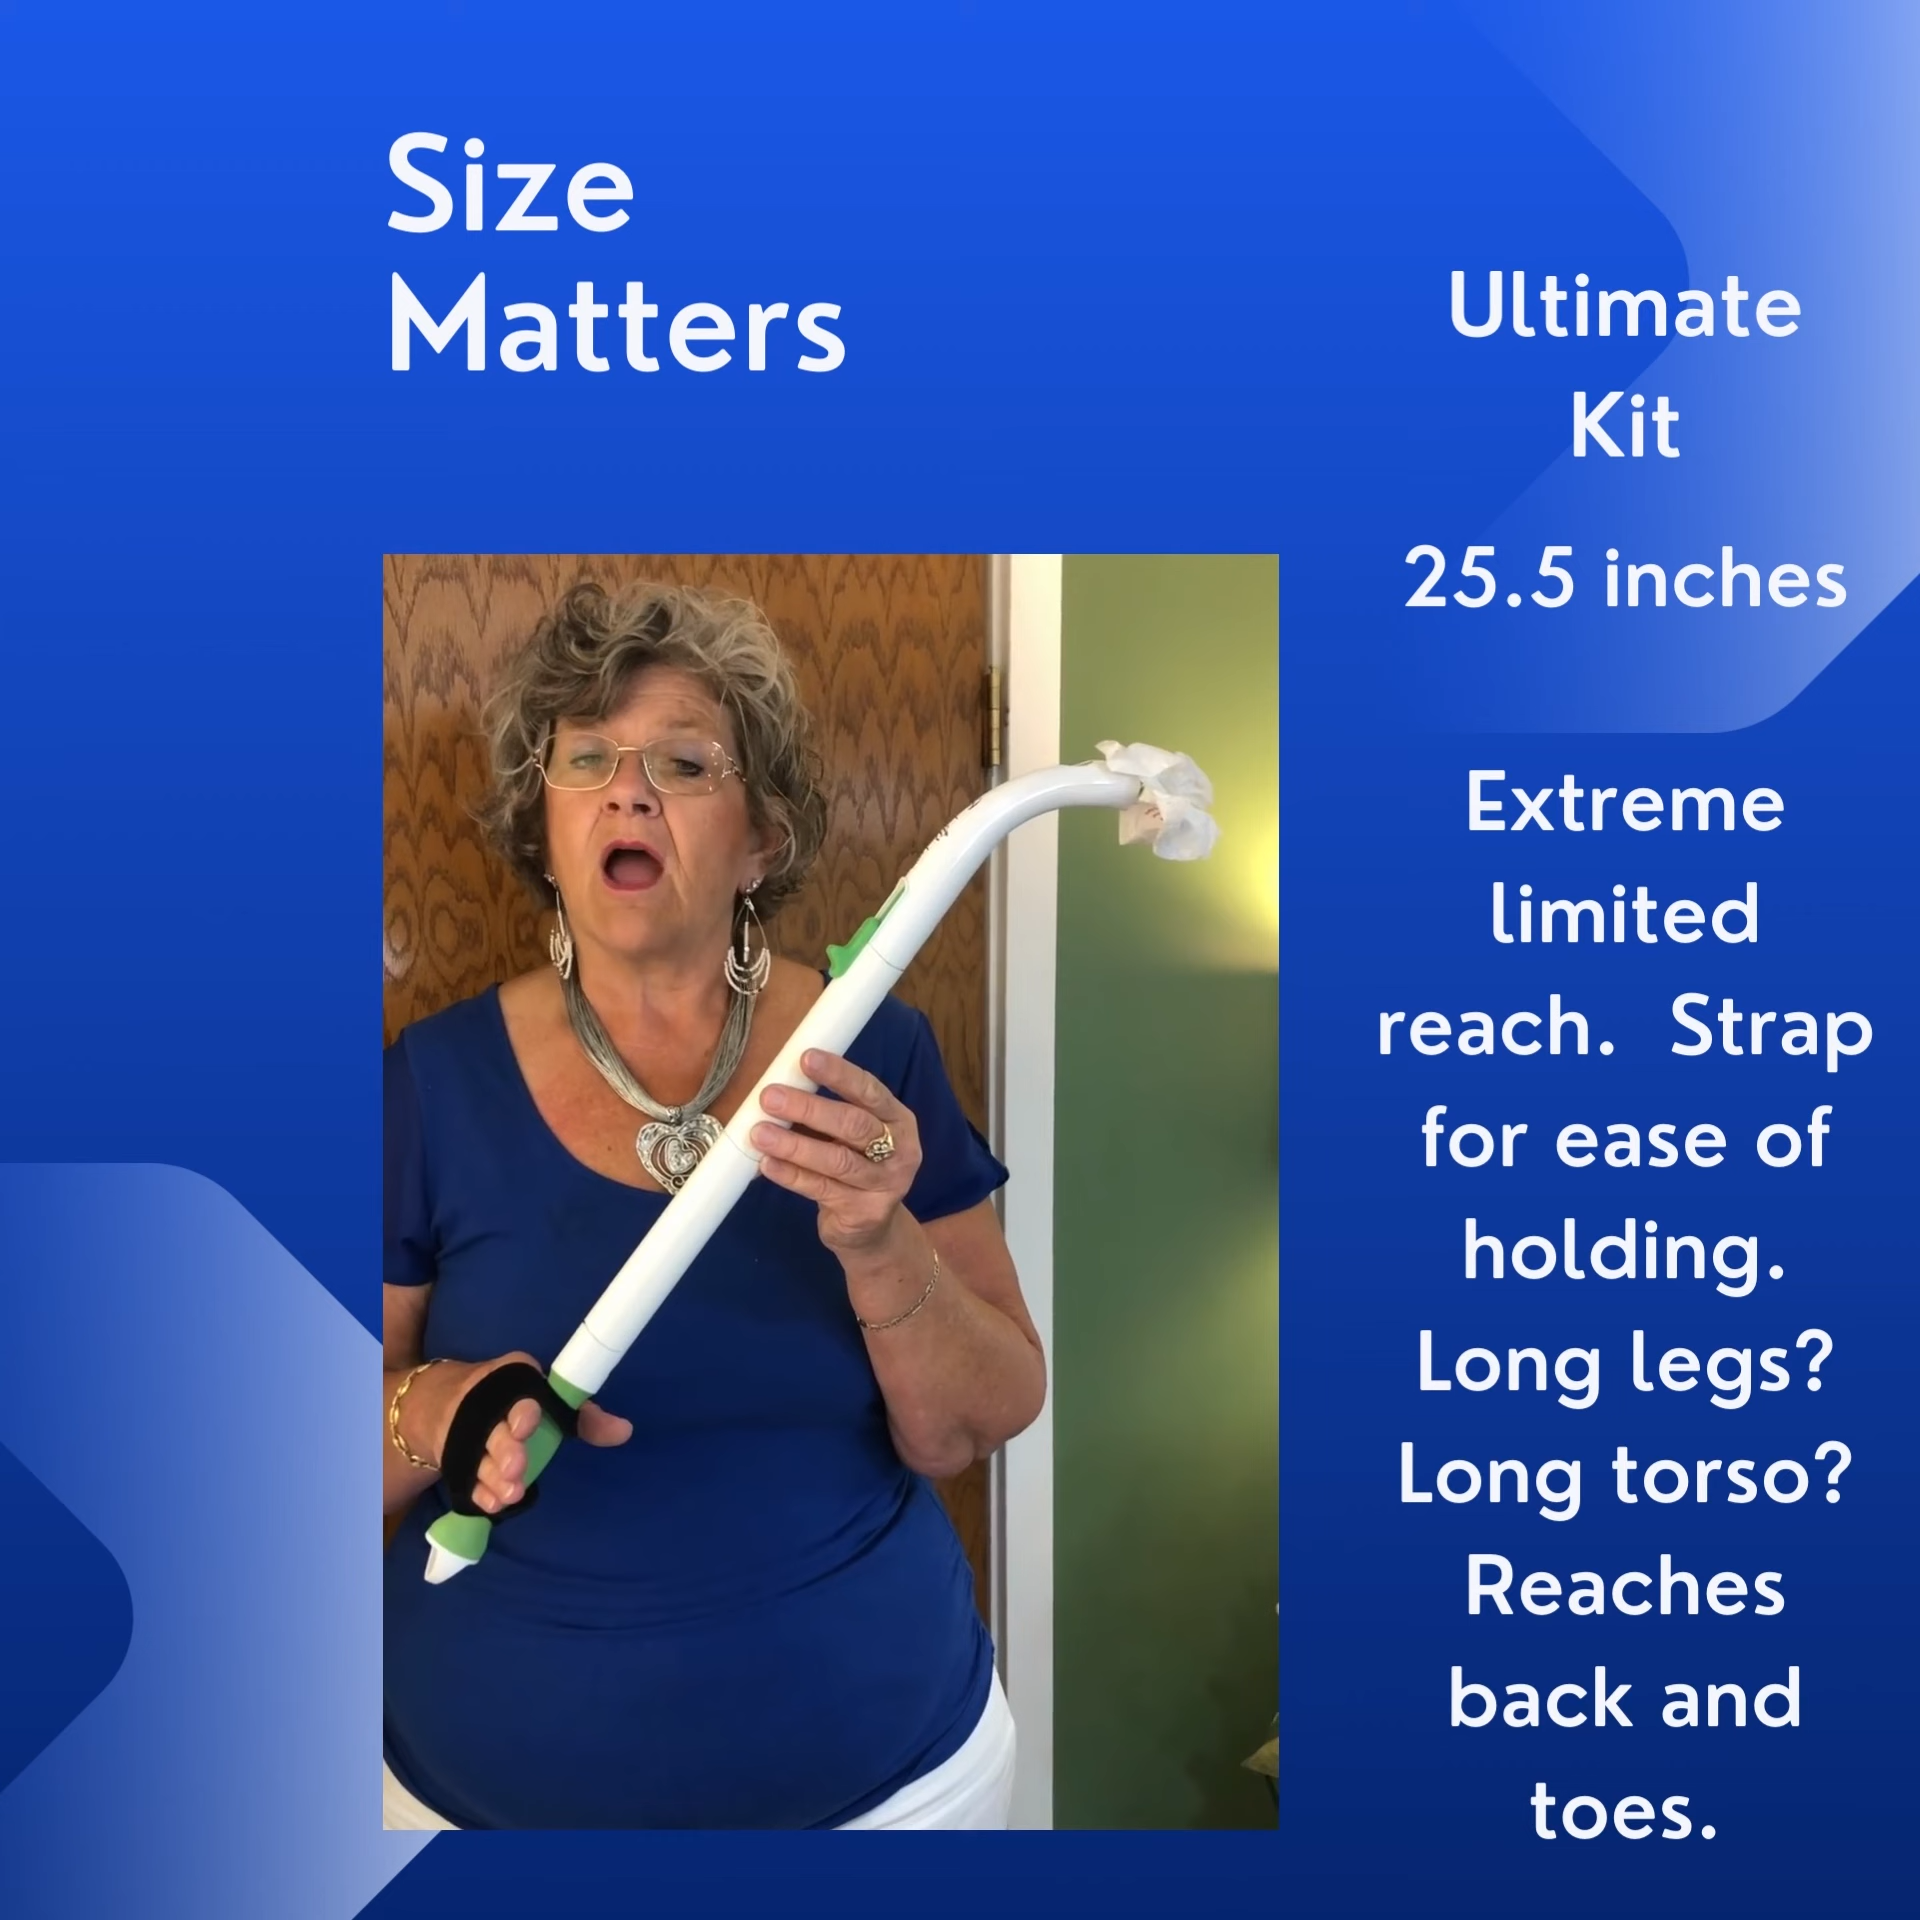 Size
Matters
Ultimate
Kit
25.5 inches
Extreme
limited
reach.  Strap
for ease of
holding.
Long legs?
Long torso?
Reaches
back and
toes.